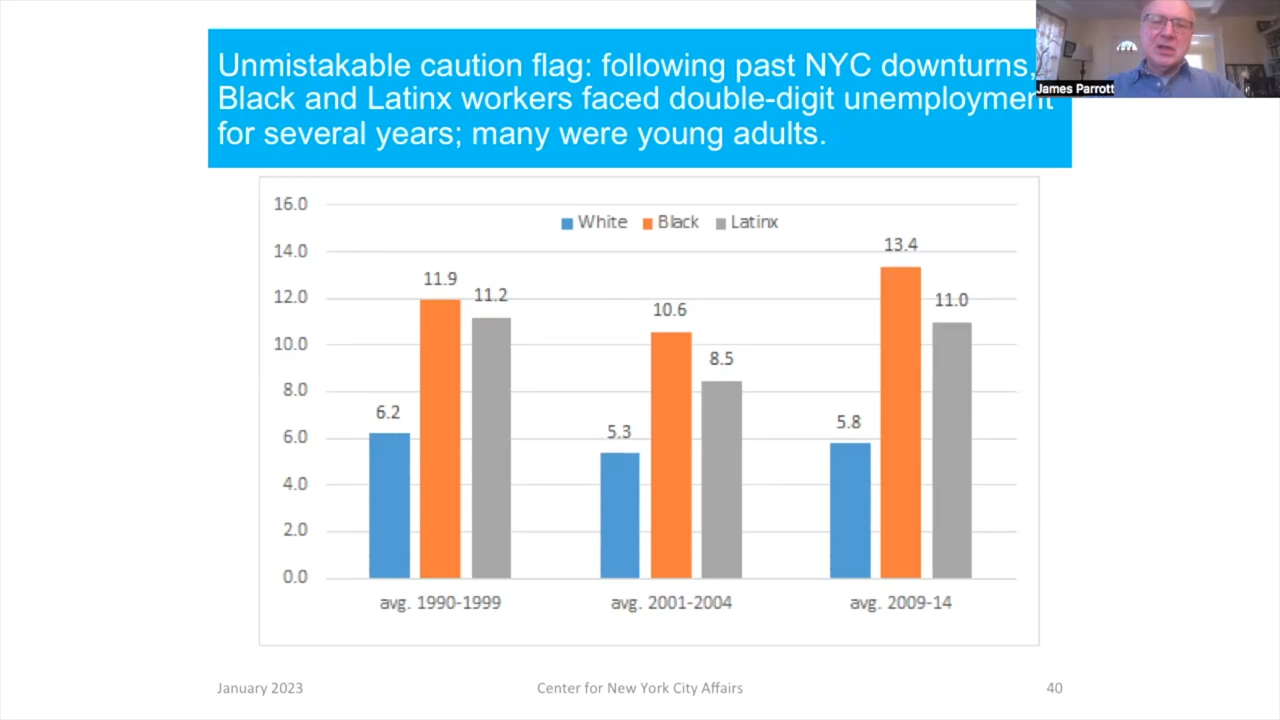 Unmistakable caution flag: following past NYC downturns,
Black and Latinx workers faced double-digit unemployment
for several years; many were young adults.
James Parrott
16.0
White Black Latinx
14.0
13.4
12.0
11.9
11.2
11.0
10.6
10.0
8.5
8.0
6.2
5.3
5.8
6.0
4.0
2.0
0.0
avg. 1990-1999 avg. 2001-2004 avg. 2009-14
January 2023 Center for New York City Affairs 40